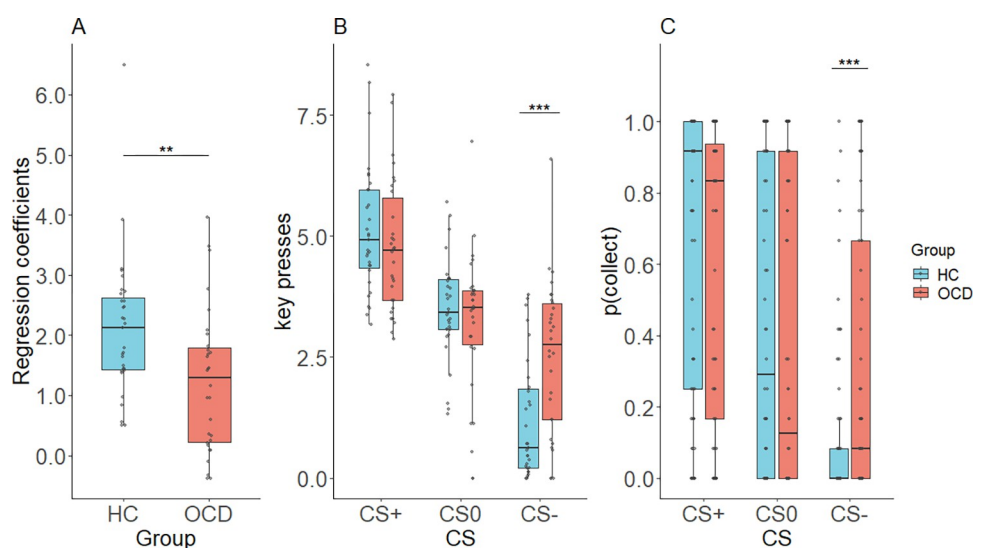 A
Regression coefficients
6.0
5.0
4.0
3.0
2.0
1.0
0.0
**
HC
OCD
Group
B
key presses
7.5
5.0
2.5
0.0
***
CS+
CS0
CS-
CS
C
p(collect)
1.0
0.8
0.6
0.4
0.2
0.0
***
CS+
CS0
CS-
CS
Group
HC
OCD